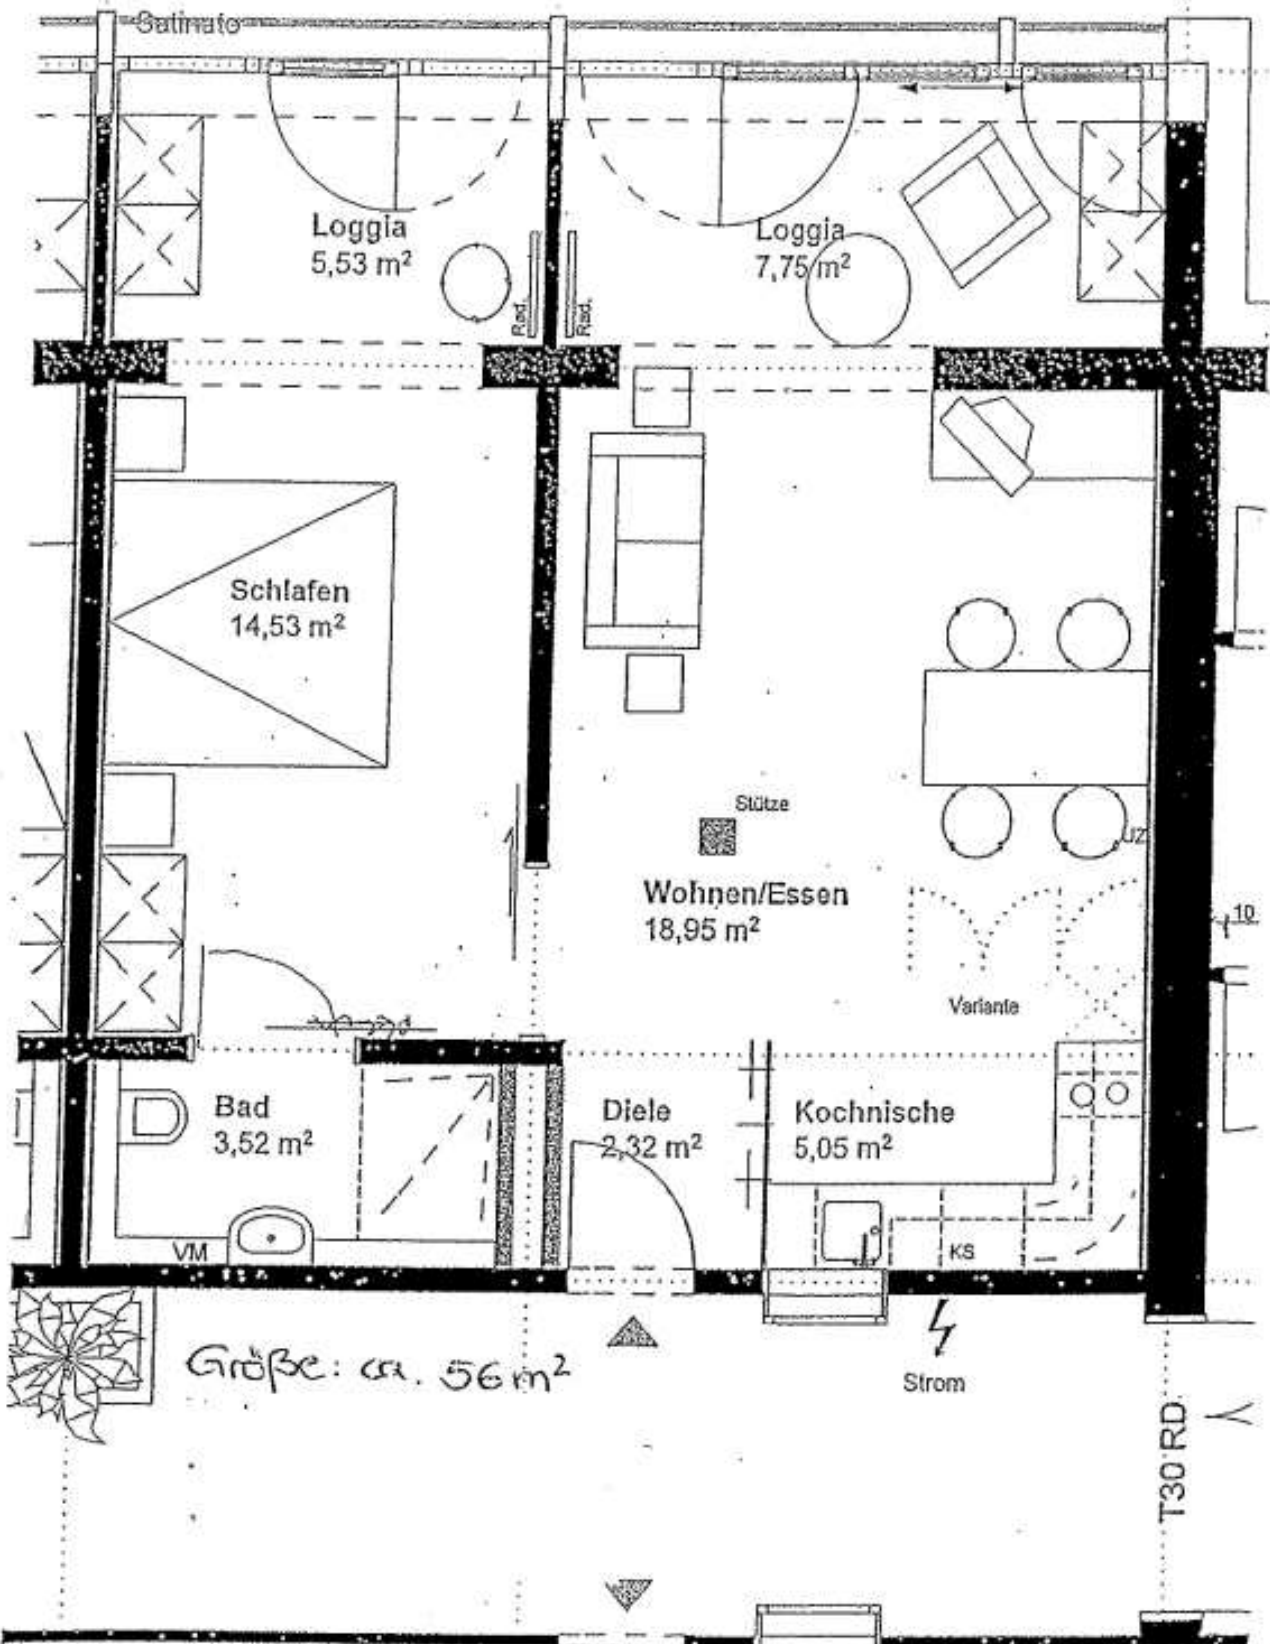 Satinato
Loggia
5,53 m²
Loggia
7,75 m²
Rad.
Rad.
Schlafen
14,53 m²
Stütze
UZ
Wohnen/Essen
18,95 m²
10
Variante
Bad
3,52 m²
Diele
2,32 m²
Kochnische
5,05 m²
VM
KS
Größe: ca. 56 m²
Strom
T30 RD